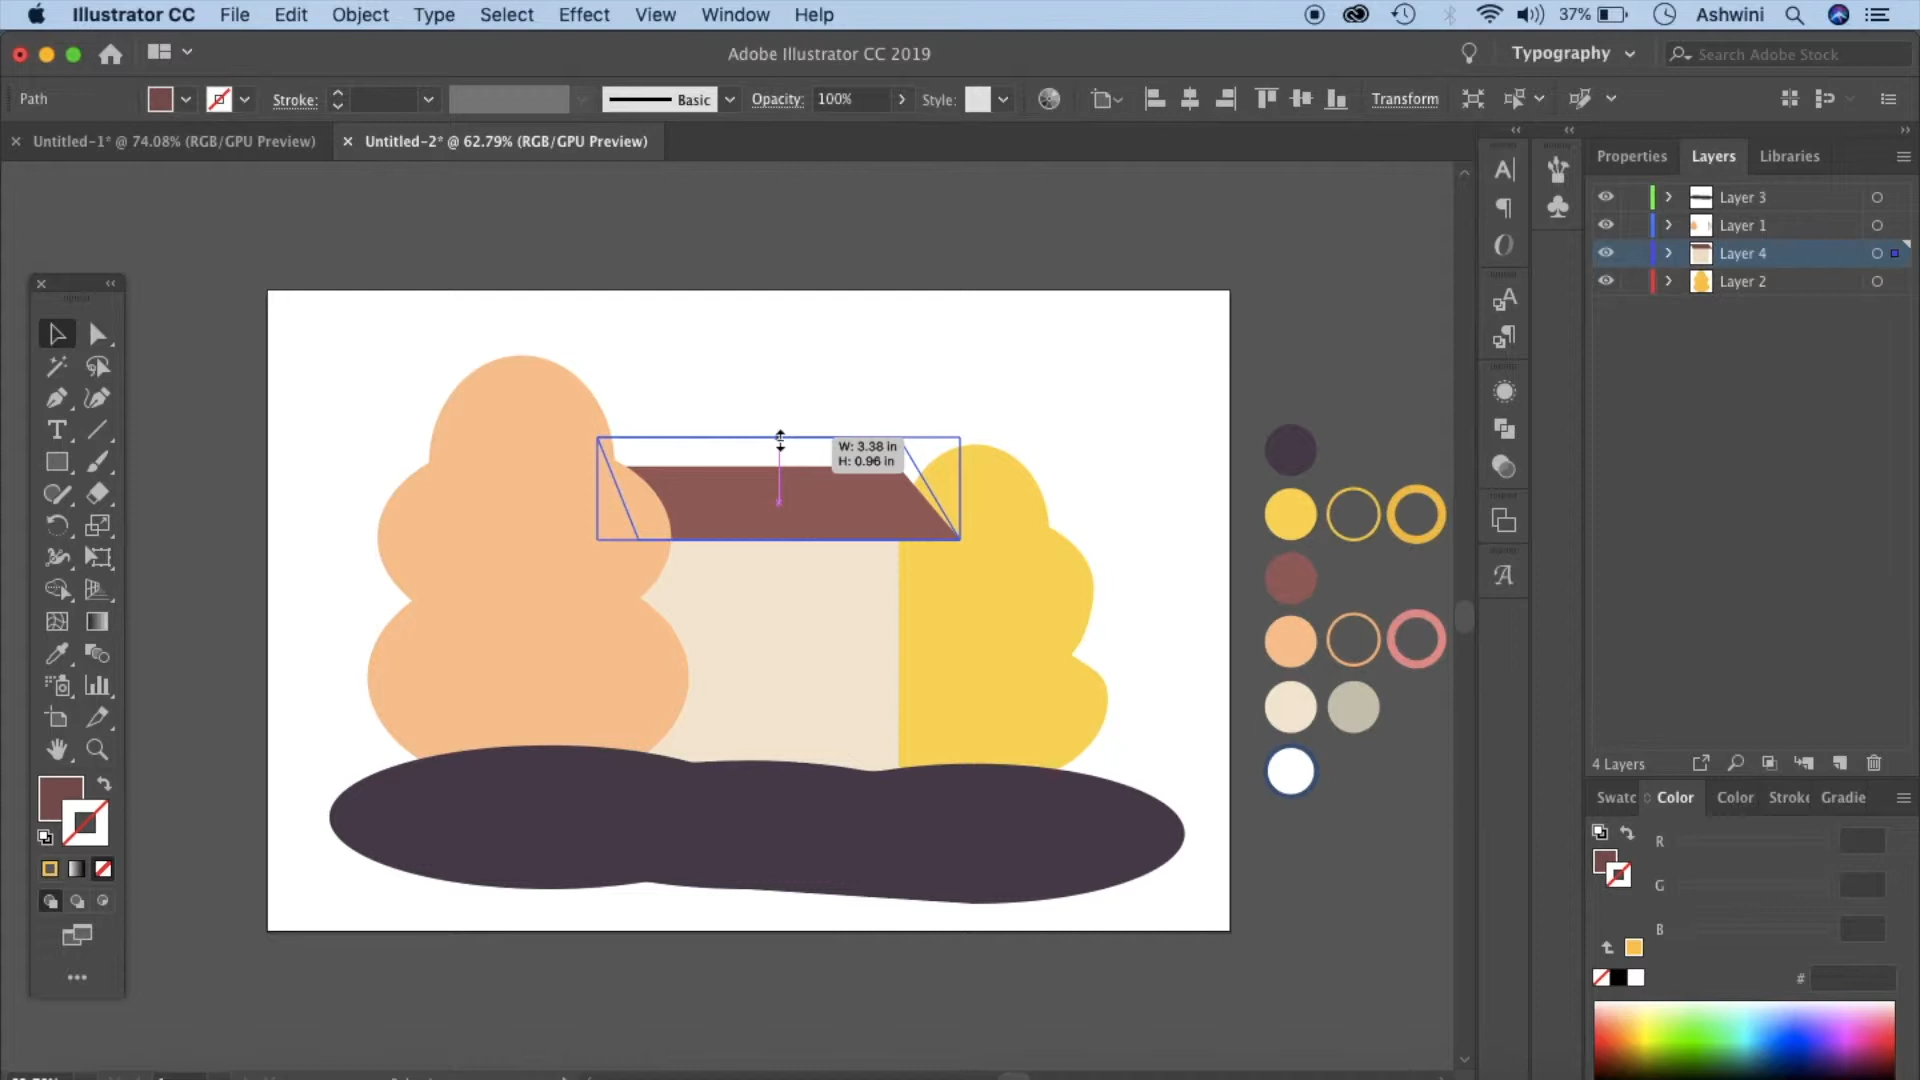 Illustrator CC File Edit Object Type Select Effect View Window Help 37% Ashwini
Adobe Illustrator CC 2019 Typography Search Adobe Stock
Path Stroke: Basic Opacity: 100% Style: Transform
Untitled-1* @ 74.08% (RGB/GPU Preview) Untitled-2* @ 62.79% (RGB/GPU Preview)
Properties Layers Libraries
Layer 3
Layer 1
Layer 4
Layer 2
W: 3.38 in
H: 0.96 in
4 Layers
Swatc Color Color Stroke Gradie
R
G
B
#